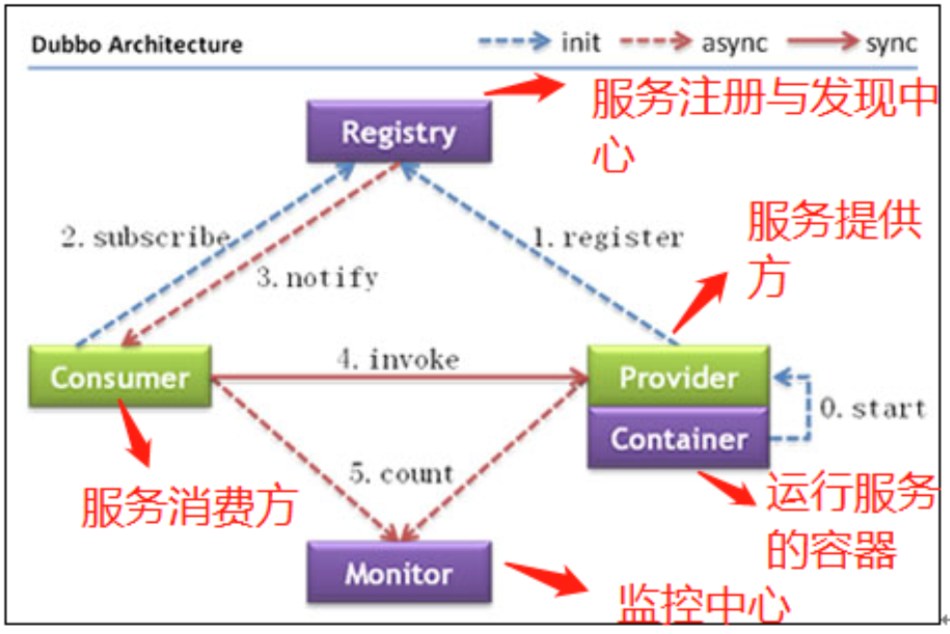 Dubbo Architecture
init
async
sync
Registry
服务注册与发现中
心
2. subscribe
1. register
服务提供
方
3. notify
Consumer
4. invoke
Provider
0. start
Container
5. count
服务消费方
运行服务
的容器
Monitor
监控中心